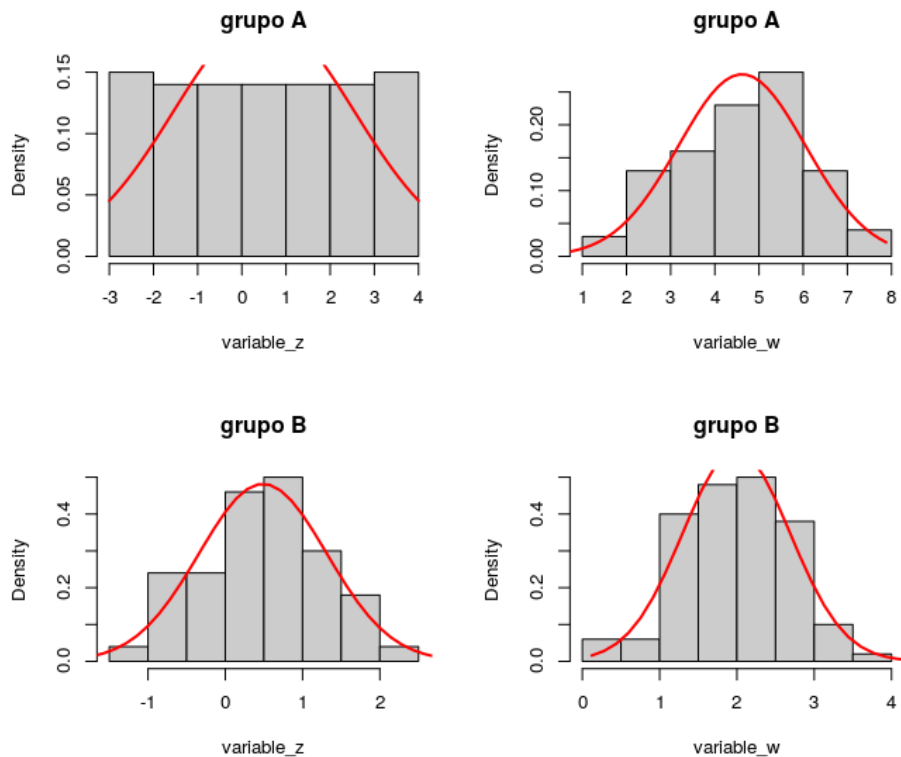 grupo A
Density
0.00 0.05 0.10 0.15
-3 -2 -1 0 1 2 3 4
variable_z
grupo A
Density
0.00 0.10 0.20
1 2 3 4 5 6 7 8
variable_w
grupo B
Density
0.0 0.2 0.4
-1 0 1 2
variable_z
grupo B
Density
0.0 0.2 0.4
0 1 2 3 4
variable_w